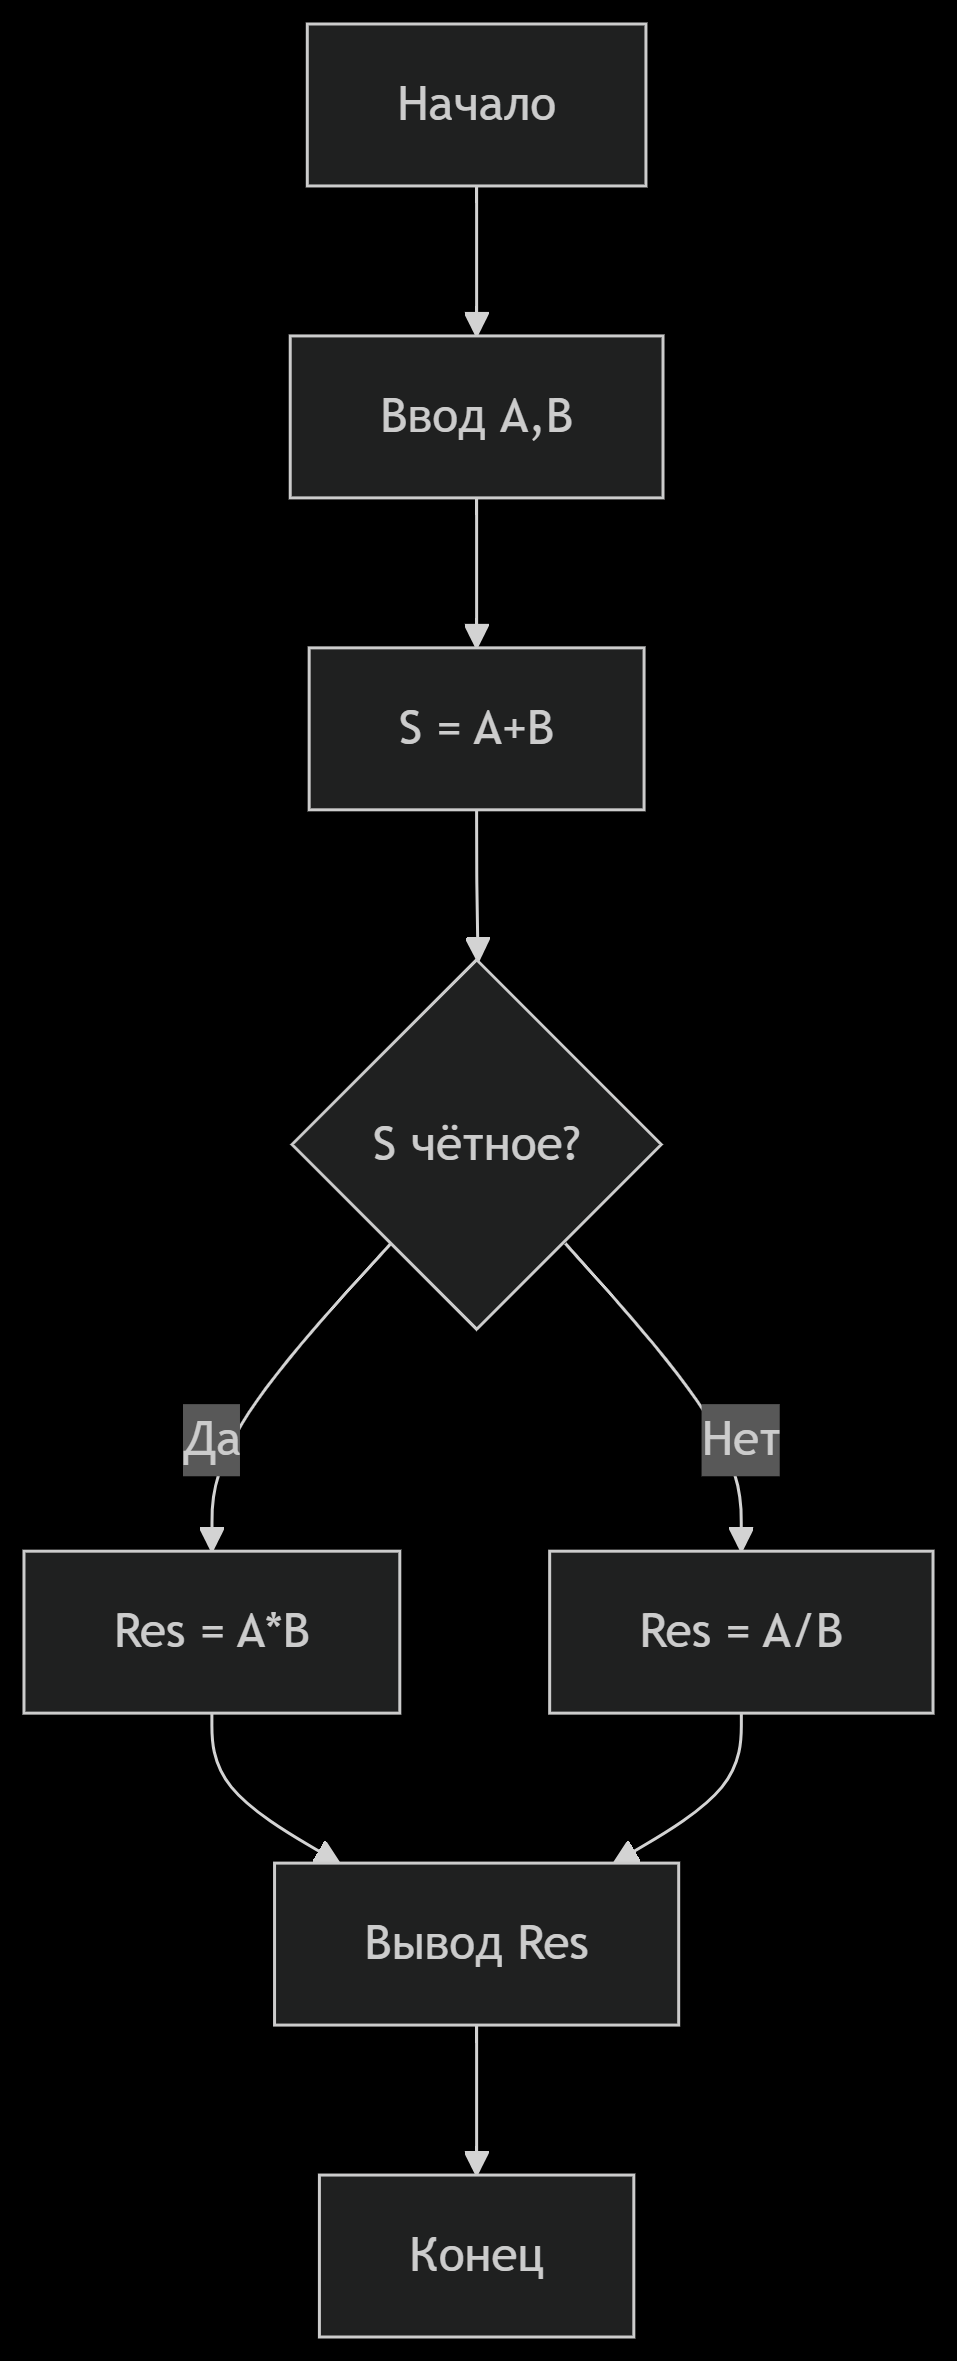 Начало
Ввод A,B
S = A+B
S чётное?
Да
Нет
Res = A*B
Res = A/B
Вывод Res
Конец